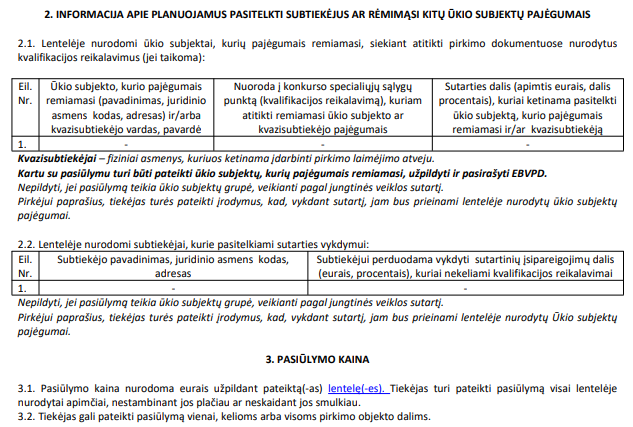 2. INFORMACIJA APIE PLANUOJAMUS PASITELKTI SUBTIEKĖJUS AR RĖMIMĄSI KITŲ ŪKIO SUBJEKTŲ PAJĖGUMAIS
2.1. Lentelėje nurodomi ūkio subjektai, kurių pajėgumais remiamasi, siekiant atitikti pirkimo dokumentuose nurodytus
kvalifikacijos reikalavimus (jei taikoma):
Eil.
Nr.
Ūkio subjekto, kurio pajėgumais
remiamasi (pavadinimas, juridinio
asmens kodas, adresas) ir/arba
kvazisubtiekėjo vardas, pavardė
Nuoroda į konkurso specialiųjų sąlygų
punktą (kvalifikacijos reikalavimą), kuriam
atitikti remiamasi ūkio subjekto ar
kvazisubtiekėjo pajėgumais
Sutarties dalis (apimtis eurais, dalis
procentais), kuriai ketinama pasitelkti
ūkio subjektą, kurio pajėgumais
remiamasi ir/ar kvazisubtiekėją
1. - - -
Kvazisubtiekėjai – fiziniai asmenys, kuriuos ketinama įdarbinti pirkimo laimėjimo atveju.
Kartu su pasiūlymu turi būti pateikti ūkio subjektų, kurių pajėgumais remiamasi, užpildyti ir pasirašyti EBVPD.
Nepildyti, jei pasiūlymą teikia ūkio subjektų grupė, veikianti pagal jungtinės veiklos sutartį.
Pirkėjui paprašius, tiekėjas turės pateikti įrodymus, kad, vykdant sutartį, jam bus prieinami lentelėje nurodytų ūkio subjektų
pajėgumai.
2.2. Lentelėje nurodomi subtiekėjai, kurie pasitelkiami sutarties vykdymui:
Eil.
Nr.
Subtiekėjo pavadinimas, juridinio asmens kodas,
adresas
Subtiekėjui perduodama vykdyti sutartinių įsipareigojimų dalis
(eurais, procentais), kuriai nekeliami kvalifikacijos reikalavimai
1. - -
Nepildyti, jei pasiūlymą teikia ūkio subjektų grupė, veikianti pagal jungtinės veiklos sutartį.
Pirkėjui paprašius, tiekėjas turės pateikti įrodymus, kad, vykdant sutartį, jam bus prieinami lentelėje nurodytų Ūkio subjektų
pajėgumai.
3. PASIŪLYMO KAINA
3.1. Pasiūlymo kaina nurodoma eurais užpildant pateiktą(-as) lentelę(-es). Tiekėjas turi pateikti pasiūlymą visai lentelėje
nurodytai apimčiai, nestambinant jos plačiau ar neskaidant jos smulkiau.
3.2. Tiekėjas gali pateikti pasiūlymą vienai, kelioms arba visoms pirkimo objekto dalims.